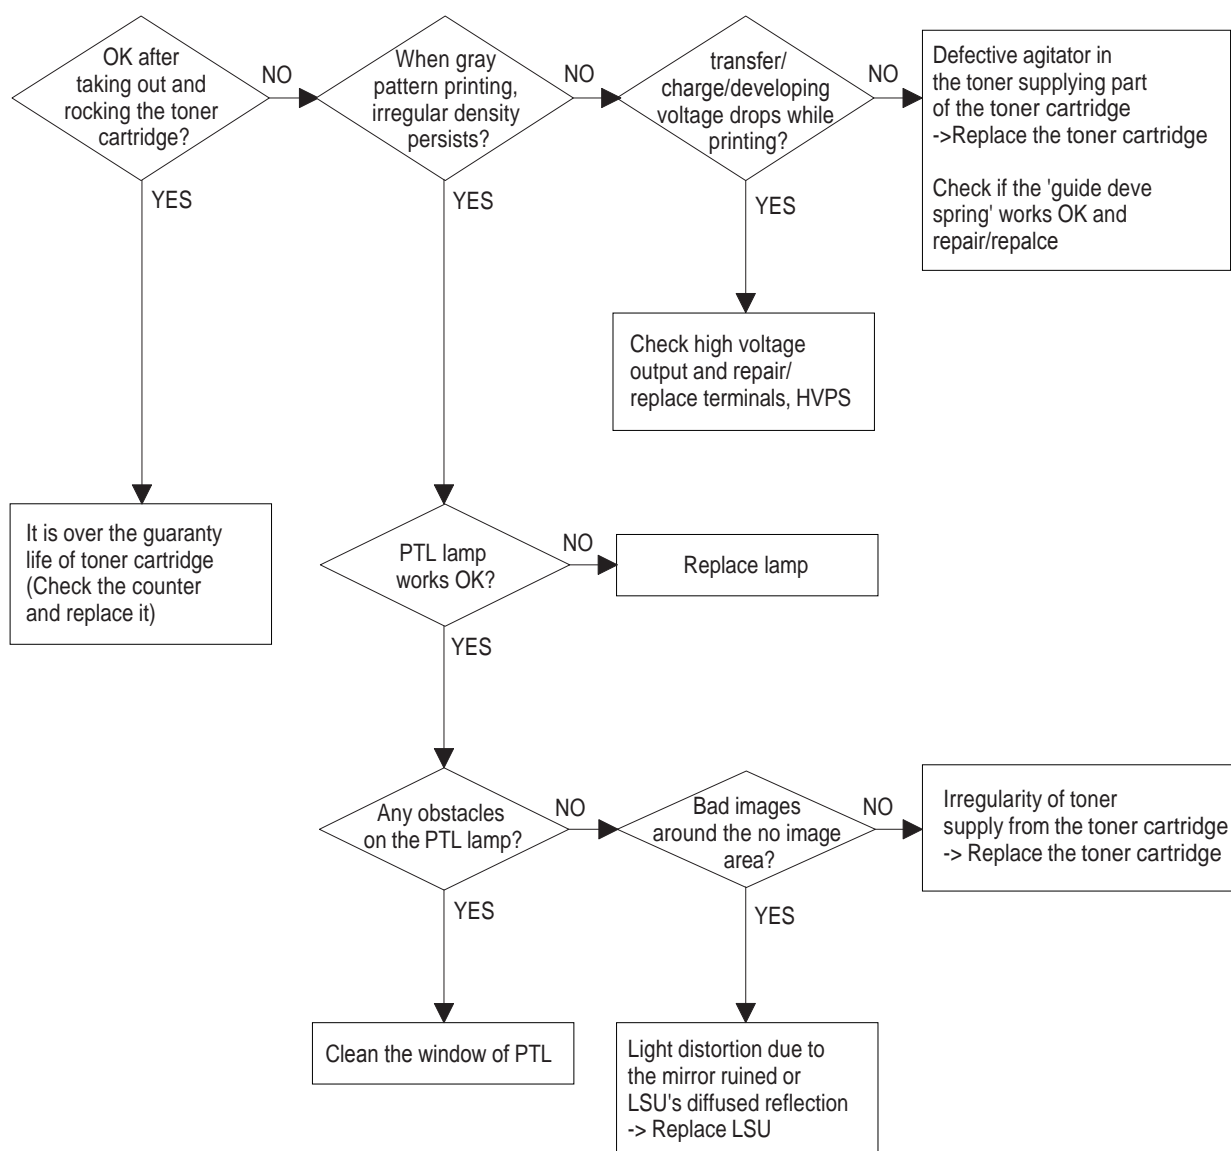 OK after
taking out and
rocking the toner
cartridge?
NO
When gray
pattern printing,
irregular density
persists?
NO
transfer/
charge/developing
voltage drops while
printing?
NO
Defective agitator in
the toner supplying part
of the toner cartridge
->Replace the toner cartridge
Check if the 'guide deve
spring' works OK and
repair/repalce
YES
YES
YES
Check high voltage
output and repair/
replace terminals, HVPS
It is over the guaranty
life of toner cartridge
(Check the counter
and replace it)
PTL lamp
works OK?
NO
Replace lamp
YES
Any obstacles
on the PTL lamp?
NO
Bad images
around the no image
area?
NO
Irregularity of toner
supply from the toner cartridge
-> Replace the toner cartridge
YES
YES
Clean the window of PTL
Light distortion due to
the mirror ruined or
LSU's diffused reflection
-> Replace LSU